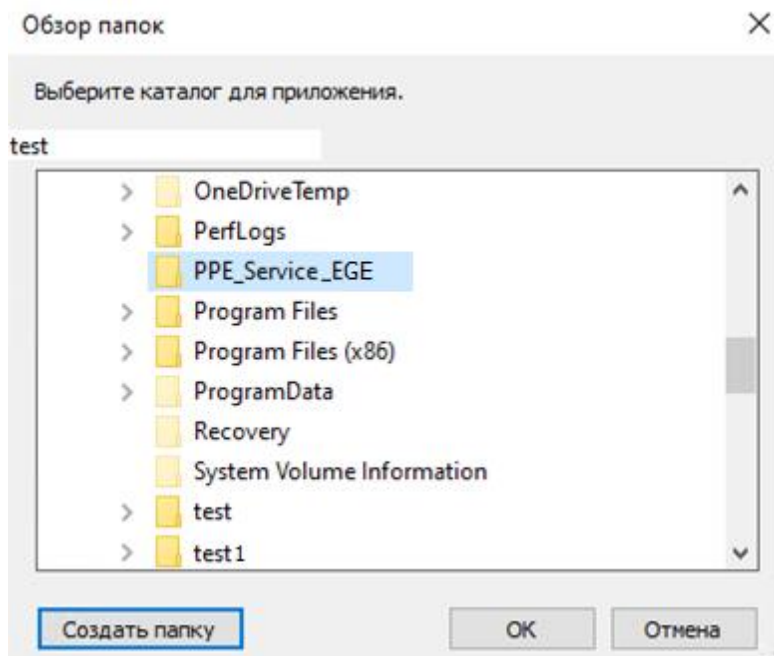 Обзор папок
Выберите каталог для приложения.
test
OneDriveTemp
PerfLogs
PPE_Service_EGE
Program Files
Program Files (x86)
ProgramData
Recovery
System Volume Information
test
test1
Создать папку ОК Отмена